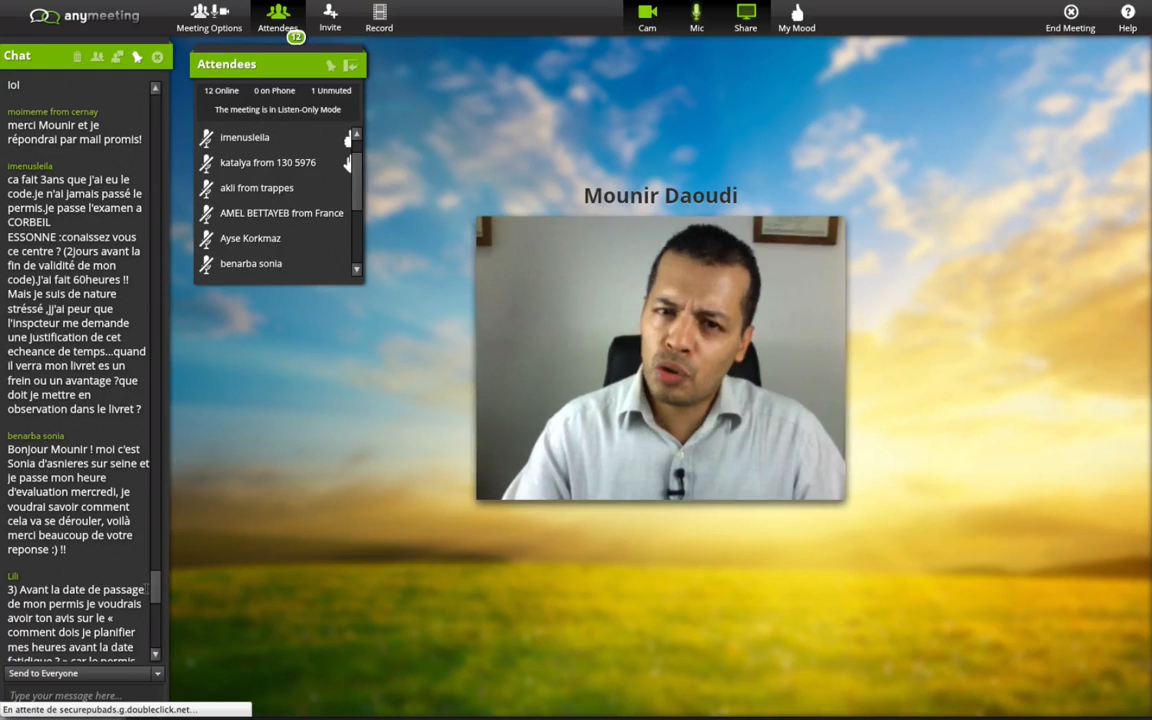 anymeeting
Meeting Options
Attendees
12
Invite
Record
Cam
Mic
Share
My Mood
End Meeting
Help
Chat
lol
moimeme from cernay
merci Mounir et je
répondrai par mail promis!
imenusleila
ca fait 3ans que j'ai eu le
code.je n'ai jamais passé le
permis.je passe l'examen a
CORBEIL
ESSONNE :conaissez vous
ce centre ? (2jours avant la
fin de validité de mon
code).J'ai fait 60heures !!
Mais je suis de nature
stréssé ,jj'ai peur que
l'inspcteur me demande
une justification de cet
echeance de temps...quand
il verra mon livret es un
frein ou un avantage ?que
doit je mettre en
observation dans le livret ?
benarba sonia
Bonjour Mounir ! moi c'est
Sonia d'asnieres sur seine et
je passe mon heure
d'evaluation mercredi, je
voudrai savoir comment
cela va se dérouler, voilà
merci beaucoup de votre
reponse :) !!
Lili
3) Avant la date de passage
de mon permis je voudrais
avoir ton avis sur le «
comment dois je planifier
mes heures avant la date
fatidique ? » car le permis
Send to Everyone
Type your message here...
En attente de securepubads.g.doubleclick.net...
Attendees
12 Online 0 on Phone 1 Unmuted
The meeting is in Listen-Only Mode
imenusleila
katalya from 130 5976
akli from trappes
AMEL BETTAYEB from France
Ayse Korkmaz
benarba sonia
Mounir Daoudi